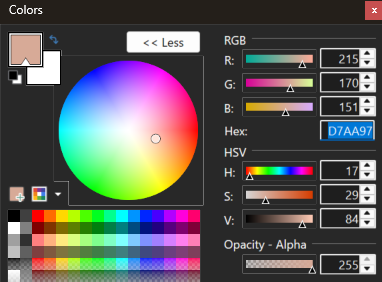 Colors
<< Less
RGB
R: 215
G: 170
B: 151
Hex: D7AA97
HSV
H: 17
S: 29
V: 84
Opacity - Alpha
255